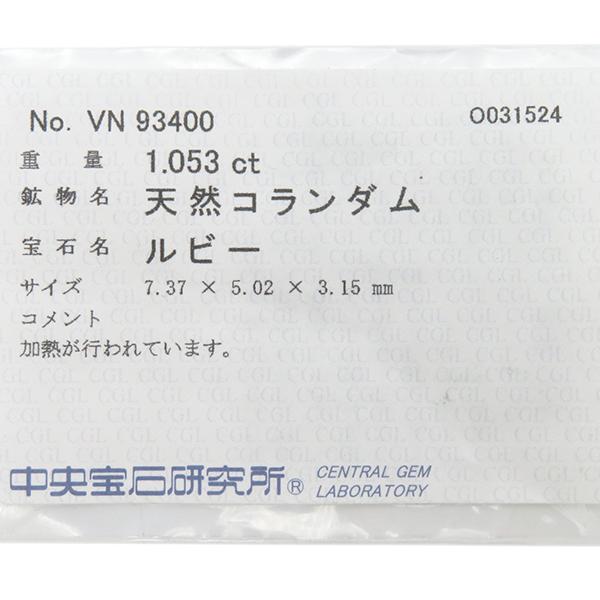 No. VN 93400 O031524
重量 1.053 ct
鉱物名 天然コランダム
宝石名 ルビー
サイズ 7.37 × 5.02 × 3.15 mm
コメント
加熱が行われています。
中央宝石研究所® CENTRAL GEM
LABORATORY